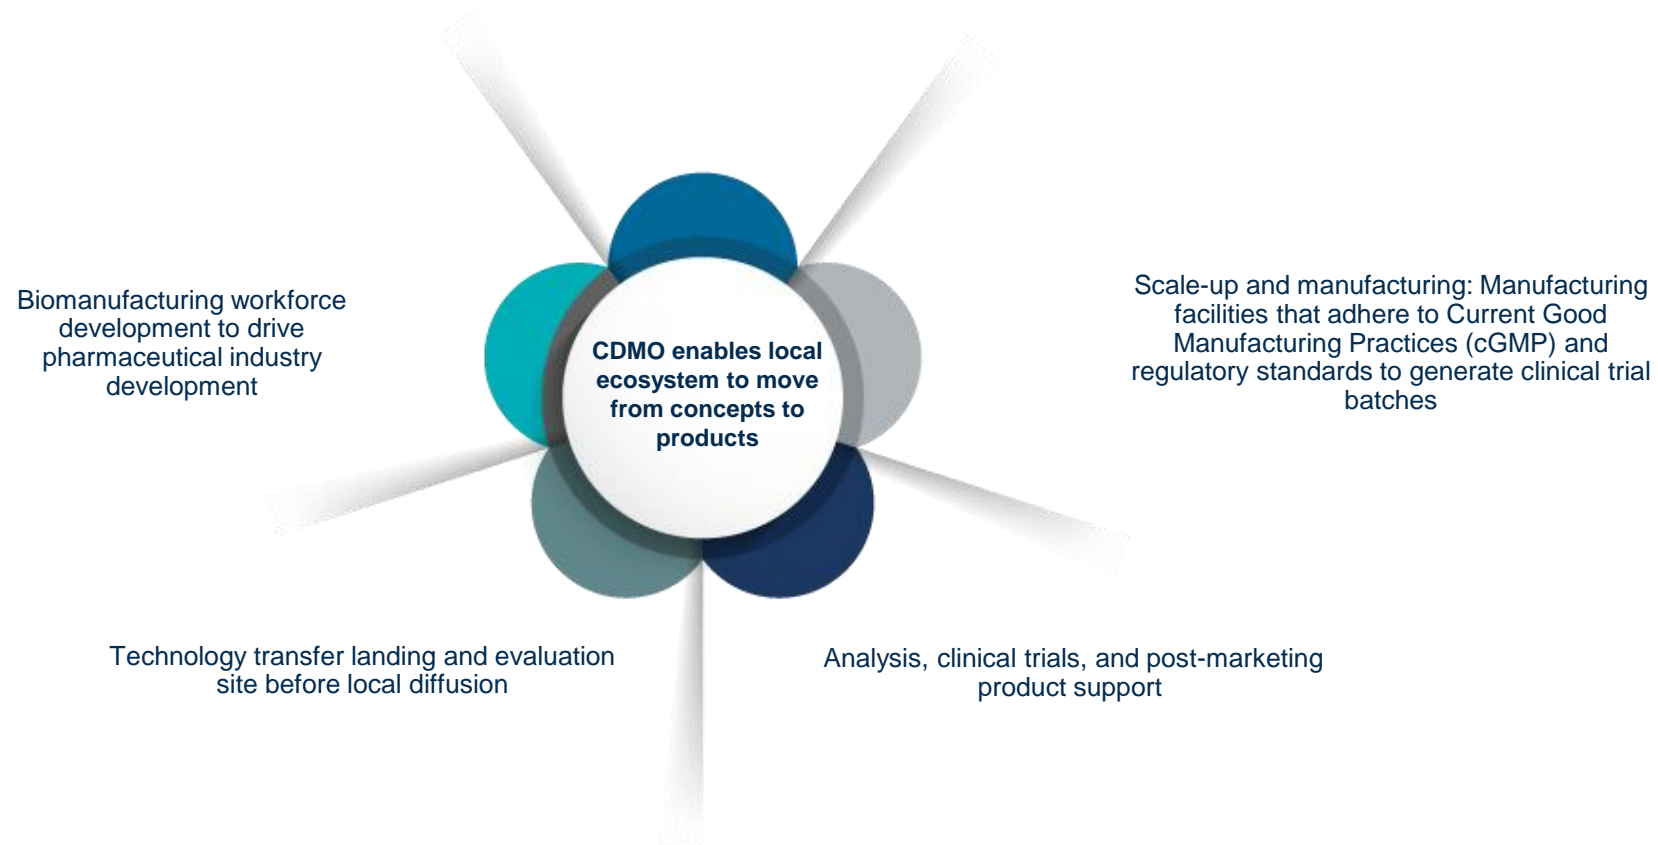 Biomanufacturing workforce
development to drive
pharmaceutical industry
development
CDMO enables local
ecosystem to move
from concepts to
products
Scale-up and manufacturing: Manufacturing
facilities that adhere to Current Good
Manufacturing Practices (cGMP) and
regulatory standards to generate clinical trial
batches
Technology transfer landing and evaluation
site before local diffusion
Analysis, clinical trials, and post-marketing
product support